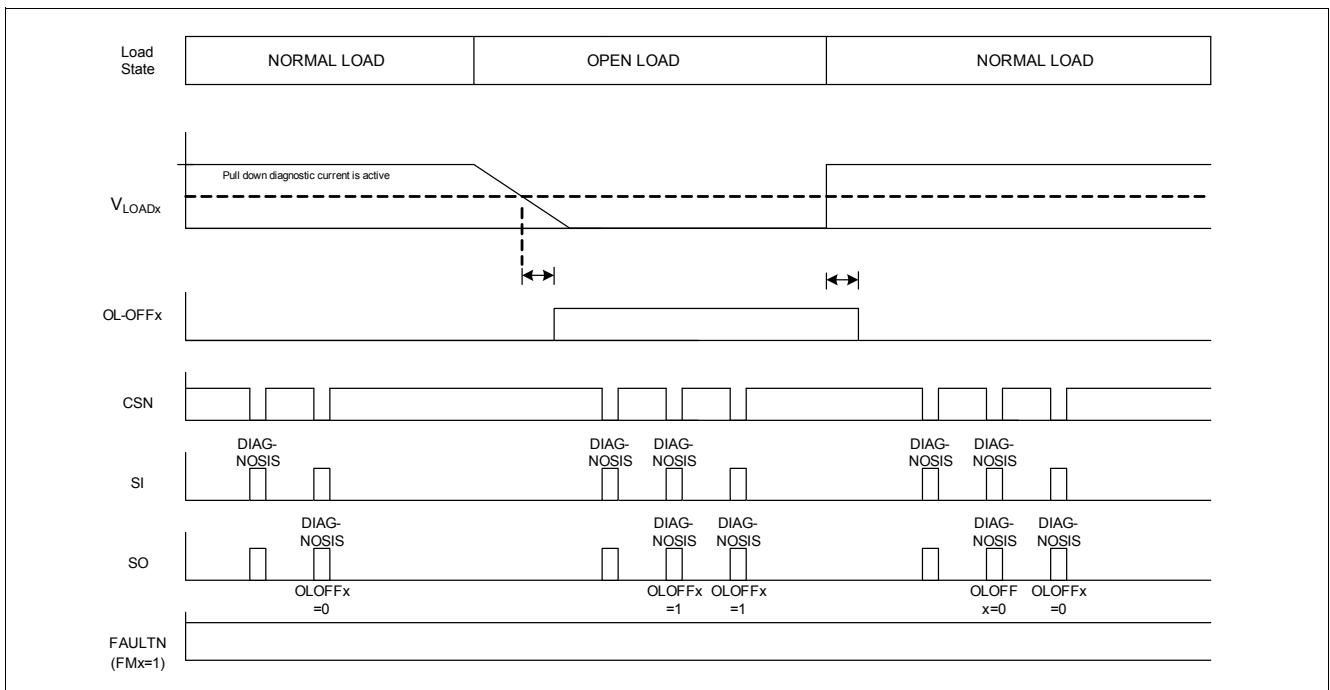 Load
State
NORMAL LOAD
OPEN LOAD
NORMAL LOAD
Pull down diagnostic current is active
VLOADx
OL-OFFx
CSN
DIAG-
NOSIS
DIAG-
NOSIS
DIAG-
NOSIS
DIAG-
NOSIS
DIAG-
NOSIS
SI
DIAG-
NOSIS
DIAG-
NOSIS
DIAG-
NOSIS
DIAG-
NOSIS
DIAG-
NOSIS
SO
OLOFFx
=0
OLOFFx
=1
OLOFFx
=1
OLOFF
x=0
OLOFFx
=0
FAULTN
(FMx=1)